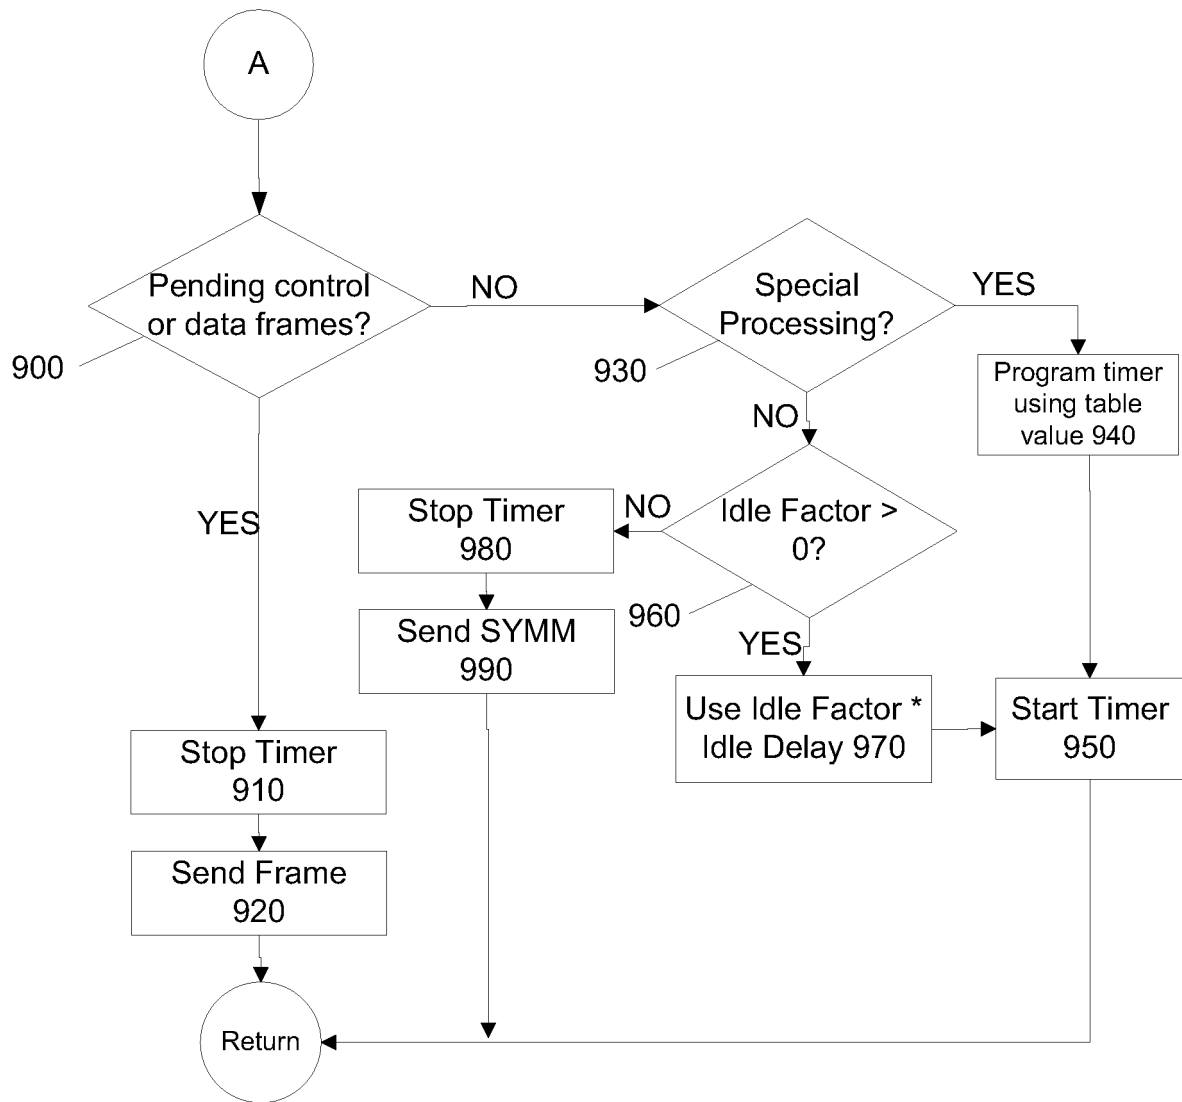 A
Pending control
or data frames?
900
NO
Special
Processing?
930
YES
Program timer
using table
value 940
NO
Idle Factor >
0?
960
NO
Stop Timer
980
Send SYMM
990
YES
YES
Use Idle Factor *
Idle Delay 970
Start Timer
950
Stop Timer
910
Send Frame
920
Return